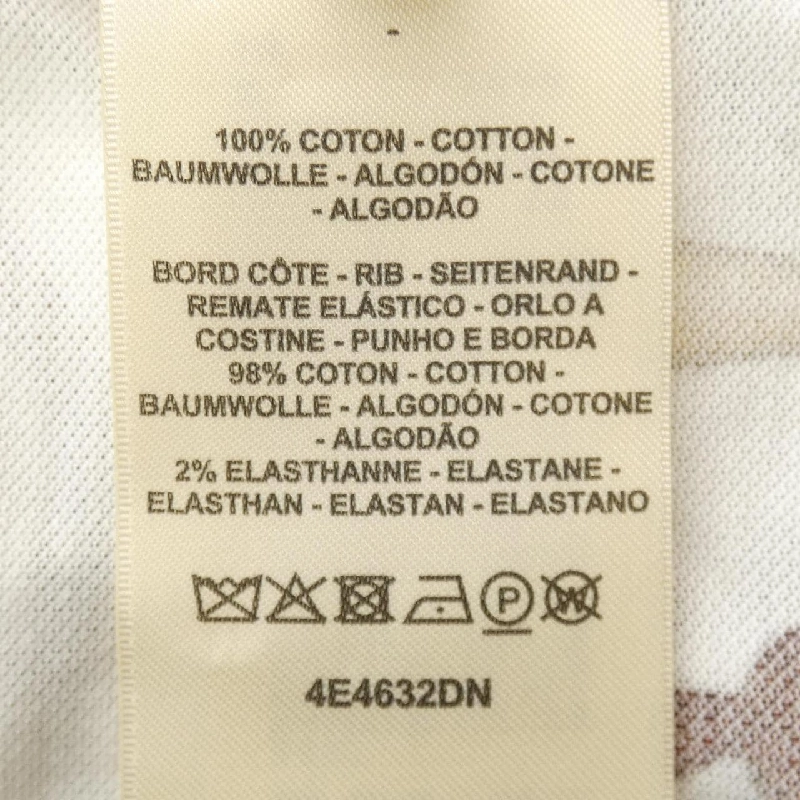 100% COTON - COTTON -
BAUMWOLLE - ALGODÓN - COTONE
- ALGODÃO
BORD CÔTE - RIB - SEITENRAND -
REMATE ELÁSTICO - ORLO A
COSTINE - PUNHO E BORDA
98% COTON - COTTON -
BAUMWOLLE - ALGODÓN - COTONE
- ALGODÃO
2% ELASTHANNE - ELASTANE -
ELASTHAN - ELASTAN - ELASTANO
P W
4E4632DN